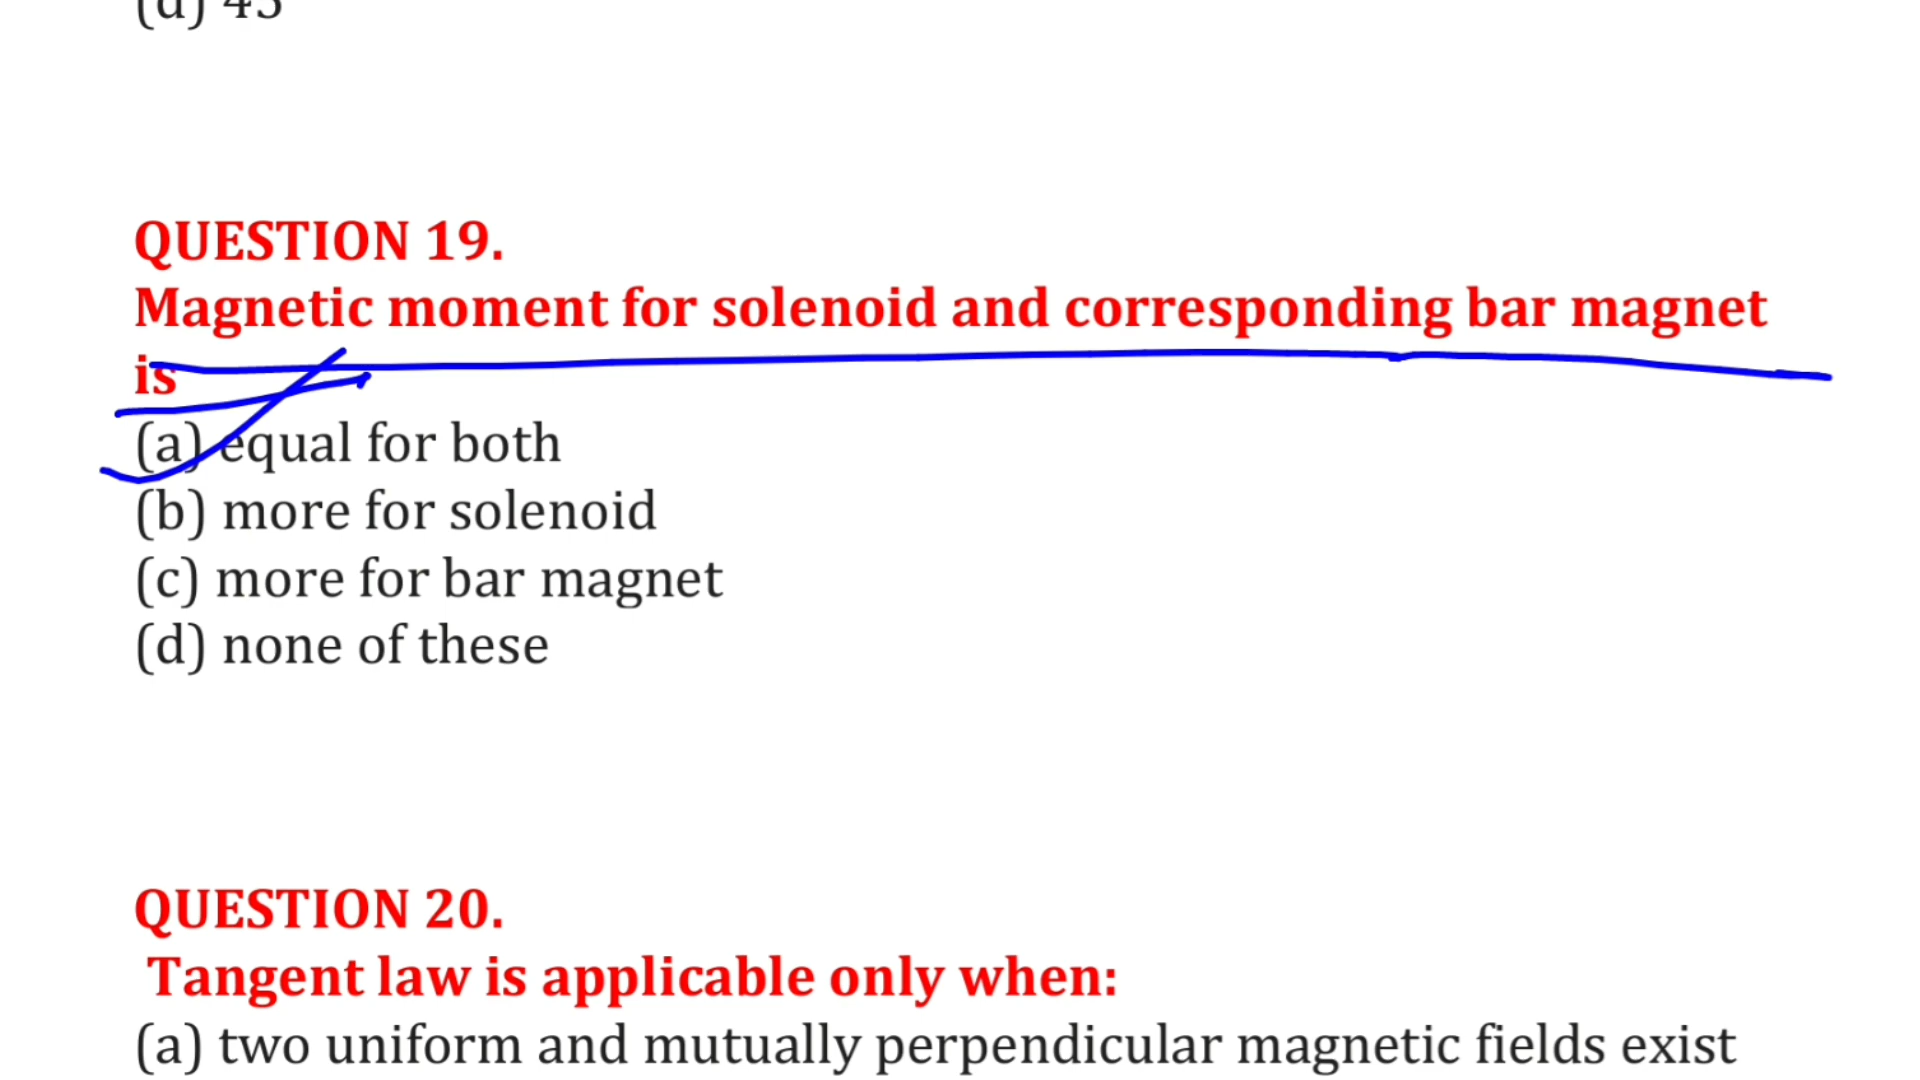 (d) 45
QUESTION 19.
Magnetic moment for solenoid and corresponding bar magnet
is
(a) equal for both
(b) more for solenoid
(c) more for bar magnet
(d) none of these
QUESTION 20.
Tangent law is applicable only when:
(a) two uniform and mutually perpendicular magnetic fields exist